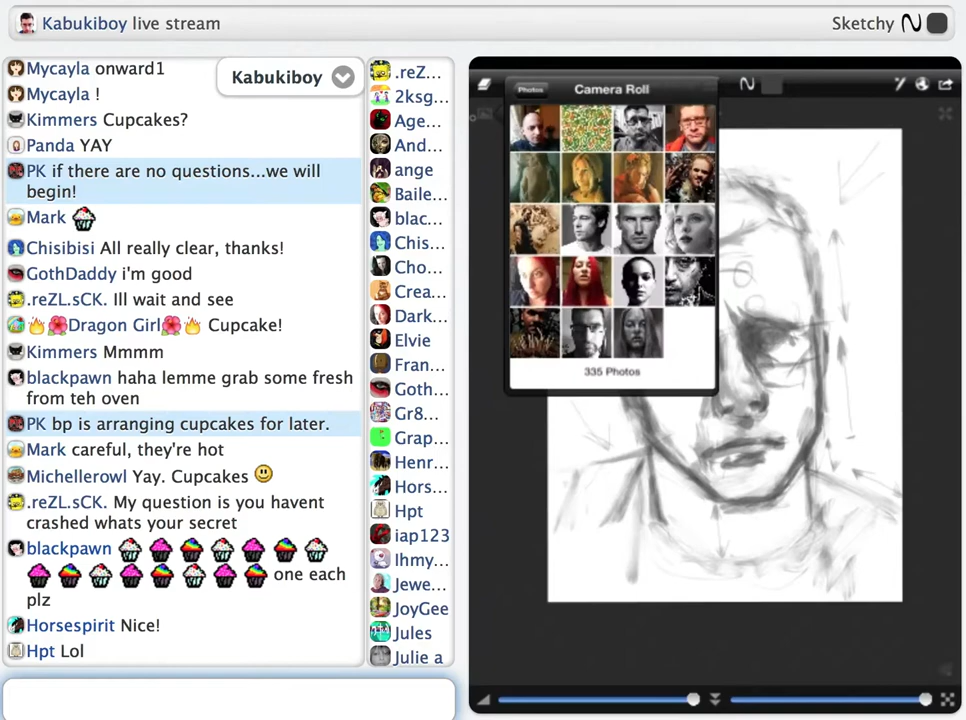 Kabukiboy live stream
Sketchy
Mycayla onward1
Kabukiboy
Mycayla !
Kimmers Cupcakes?
Panda YAY
PK if there are no questions...we will
begin!
Mark
Chisibisi All really clear, thanks!
GothDaddy i'm good
.reZL.sCK. Ill wait and see
Dragon Girl Cupcake!
Kimmers Mmmm
blackpawn haha lemme grab some fresh
from teh oven
PK bp is arranging cupcakes for later.
Mark careful, they're hot
Michellerowl Yay. Cupcakes
.reZL.sCK. My question is you havent
crashed whats your secret
blackpawn
one each
plz
Horsespirit Nice!
Hpt Lol
.reZ...
2ksg...
Age...
And...
ange
Baile...
blac...
Chis...
Cho...
Crea...
Dark...
Elvie
Fran...
Goth...
Gr8...
Grap...
Henr...
Hors...
Hpt
iap123
Ihmy...
Jewe...
JoyGee
Jules
Julie a
Photos
Camera Roll
335 Photos